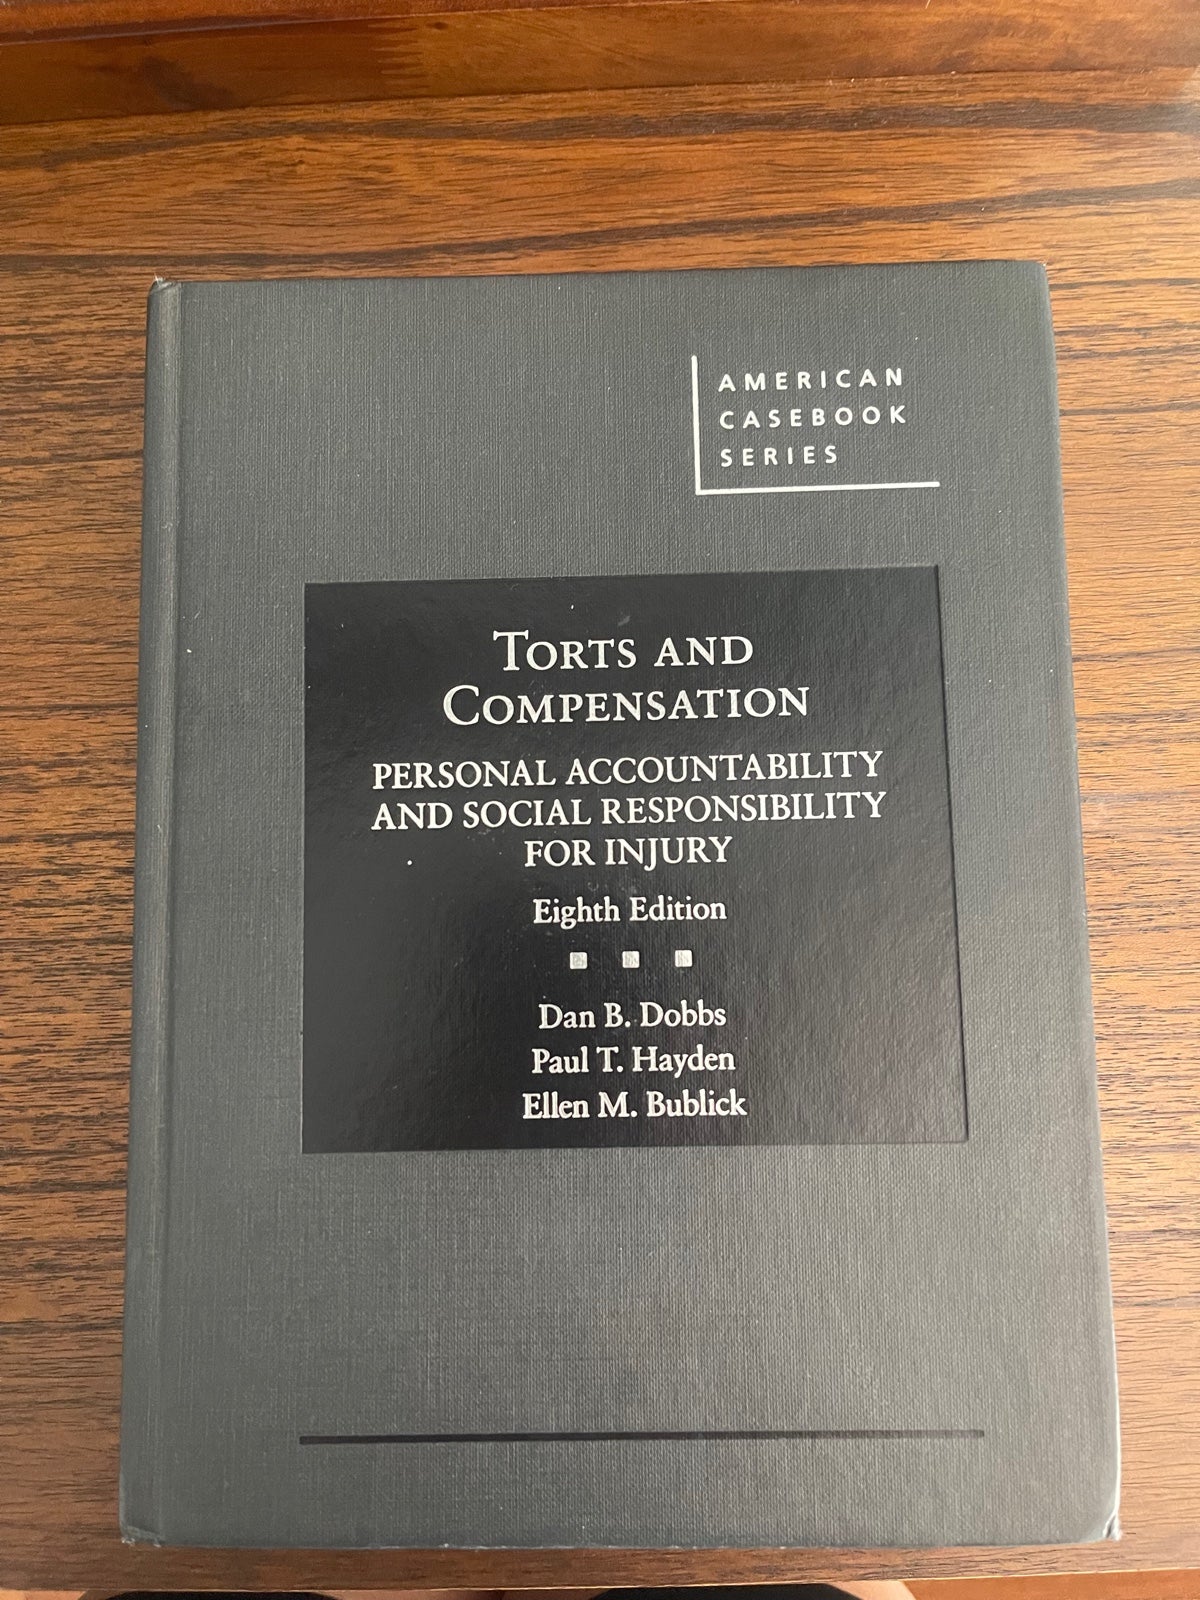 AMERICAN
CASEBOOK
SERIES
TORTS AND
COMPENSATION
PERSONAL ACCOUNTABILITY
AND SOCIAL RESPONSIBILITY
FOR INJURY
Eighth Edition
Dan B. Dobbs
Paul T. Hayden
Ellen M. Bublick